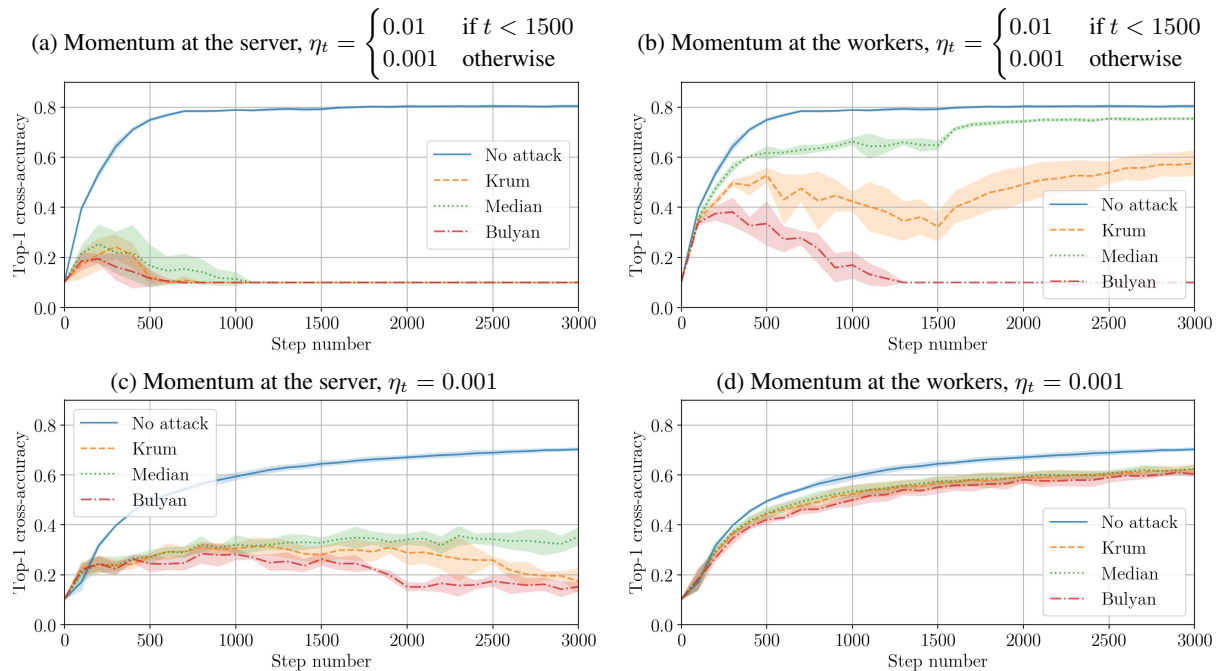 (a) Momentum at the server, ηt = { 0.01 if t < 1500
0.001 otherwise
Top-1 cross-accuracy
0.8
0.6
0.4
0.2
0.0
No attack
Krum
Median
Bulyan
0 500 1000 1500 2000 2500 3000
Step number
(b) Momentum at the workers, ηt = { 0.01 if t < 1500
0.001 otherwise
Top-1 cross-accuracy
0.8
0.6
0.4
0.2
0.0
No attack
Krum
Median
Bulyan
0 500 1000 1500 2000 2500 3000
Step number
(c) Momentum at the server, ηt = 0.001
Top-1 cross-accuracy
0.8
0.6
0.4
0.2
0.0
No attack
Krum
Median
Bulyan
0 500 1000 1500 2000 2500 3000
Step number
(d) Momentum at the workers, ηt = 0.001
Top-1 cross-accuracy
0.8
0.6
0.4
0.2
0.0
No attack
Krum
Median
Bulyan
0 500 1000 1500 2000 2500 3000
Step number